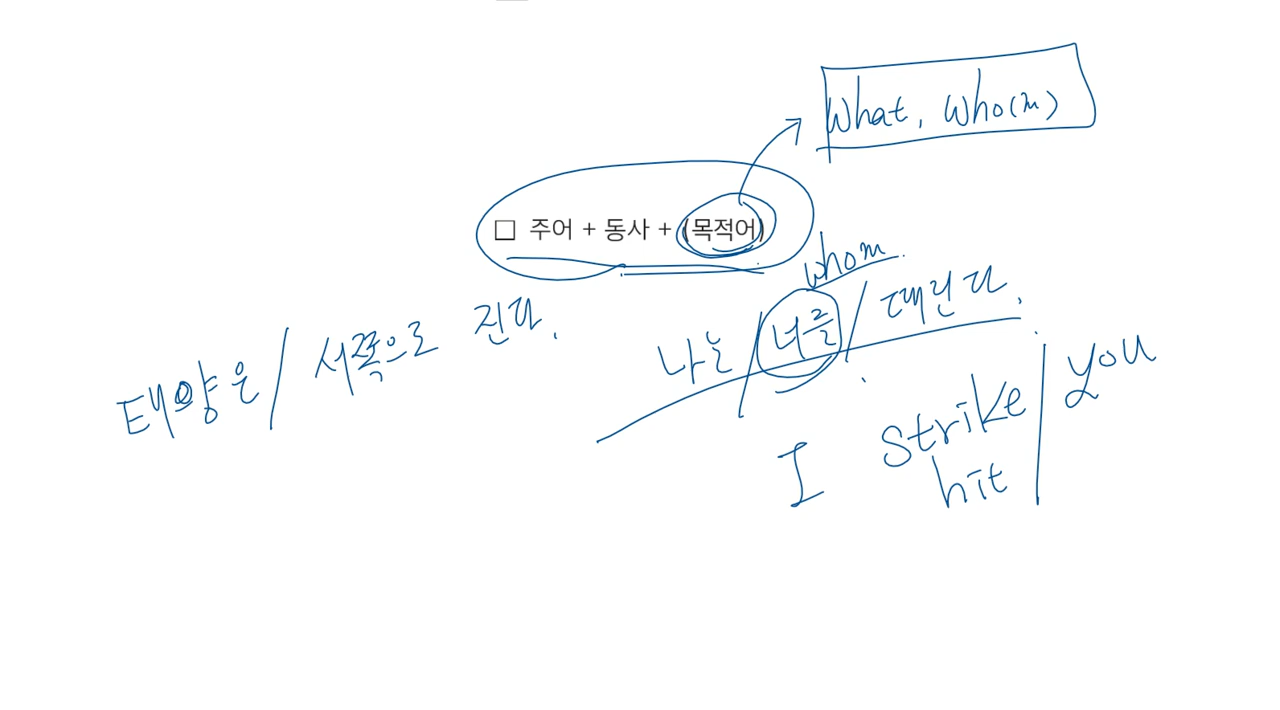 What, Who(m)
□ 주어 + 동사 + (목적어)
whom
태양은 / 서쪽으로 진다.
나는 / 너를 / 때린다.
I strike / you
hit